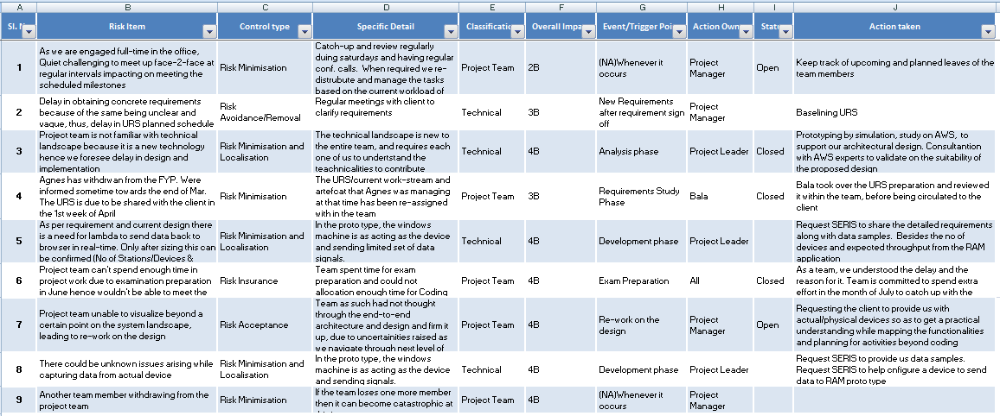 A B C D E F G H I J
Sl. N Risk Item Control type Specific Detail Classificatio Overall Impa Event/Trigger Poi Action Own Statu Action taken
1
As we are engaged full-time in the office,
Quiet challenging to meet up face-2-face at
regular intervals impacting on meeting the
scheduled milestones
Risk Minimisation
Catch-up and review regularly
duing saturdays and having regular
conf. calls. When required we re-
distrubute and manage the tasks
based on the current workload of
Project Team
2B
(NA)Whenever it
occurs
Project
Manager
Open
Keep track of upcoming and planned leaves of the
team members
2
Delay in obtaining concrete requirements
because of the same being unclear and
vague, thus, delay in URS planned schedule
Risk
Avoidance/Removal
Regular meetings with client to
clarify requirements
Technical
3B
New Requirements
after requirement sign
off
Project
Manager
Baselining URS
3
Project team is not familiar with technical
landscape because it is a new technology
hence we foresee delay in design and
implementation
Risk Minimisation and
Localisation
The technical landscape is new to
the entire team, and requires each
one of us to undertsand the
teachnicalities to contribute
Technical
4B
Analysis phase
Project Leader
Closed
Prototyping by simulation, study on AWS, to
support our architectural design. Consultantion
with AWS experts to validate on the suitability of
the proposed design
4
Agnes has withdrwan from the FYP. Were
informed sometime towards the end of Mar.
The URS is due to be shared with the client in
the 1st week of April
Risk Minimisation
The URS/current work-stream and
artefcat that Agnes was managing
at that time has been re-assigned
with in the team
Project Team
3B
Requirements Study
Phase
Bala
Closed
Bala took over the URS preparation and reviewed
it within the team, before being circulated to the
client
5
As per requirement and current design there
is a need for lambda to send data back to
browser in real-time. Only after sizing this can
be confirmed (No of Stations/Devices &
Risk Minimisation and
Localisation
In the proto type, the windows
machine is as acting as the device
and sending limited set of data
signals.
Technical
4B
Development phase
Project Leader
Request SERIS to share the detailed requirements
along with data samples. Besides the no of
devices and expected throughput from the RAM
application
6
Project team can't spend enough time in
project work due to examination preparation
in June hence wouldn't be able to meet the
Risk Insurance
Team spent time for exam
preparation and could not
allocation enough time for Coding
Project Team
4B
Exam Preparation
All
Closed
As a team, we understood the delay and the
reason for it. Team is committed to spend extra
effort in the month of July to catch up with the
7
Project team unable to visualize beyond a
certain point on the system landscape,
leading to re-work on the design
Risk Acceptance
Team as such had not thought
through the end-to-end
architecture and design and firm it
up, due to uncertainities raised as
we navigate through next level of
Project Team
4B
Re-work on the
design
Project
Manager
Open
Requesting the client to provide us with
actual/physical devices so as to get a practical
understanding while mapping the functionalities
and planning for activities beyond coding
8
There could be unknown issues arising while
capturing data from actual device
Risk Minimisation and
Localisation
In the proto type, the windows
machine is as acting as the device
and sending signals.
Technical
4B
Development phase
Project Leader
Request SERIS to provide us data samples.
Request SERIS to help cnfigure a device to send
data to RAM proto type
9
Another team member withdrawing from the
project team
Risk Minimisation
If the team loses one more member
then it can become catastrophic at
Project Team
4B
(NA)Whenever it
occurs
Project
Manager